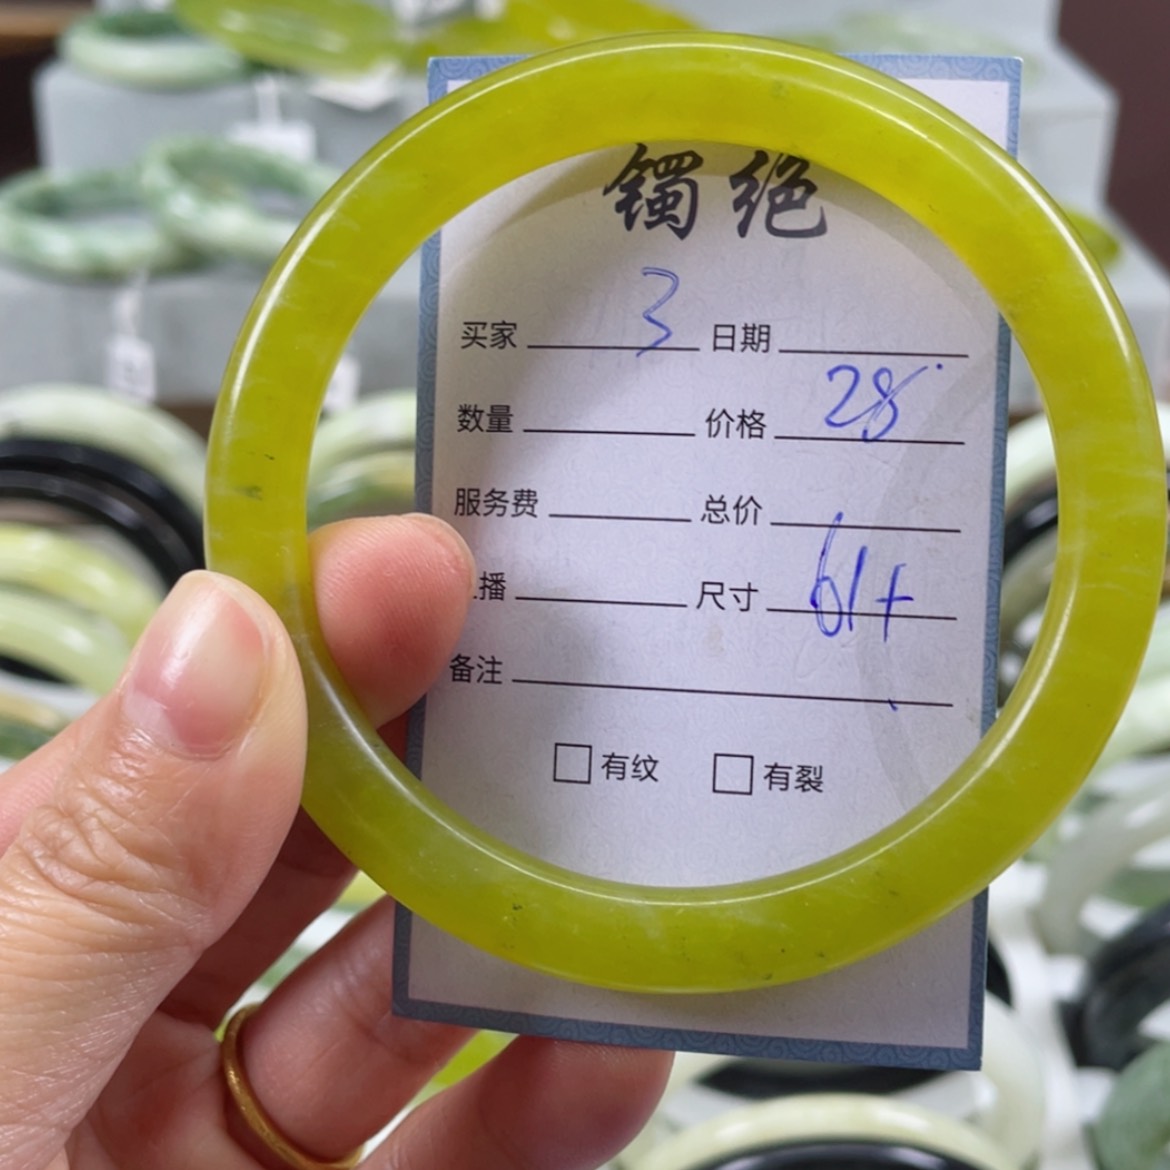 镯绝
买家 3 日期
数量 价格 28
服务费 总价
播 尺寸 61+
备注
有纹 有裂